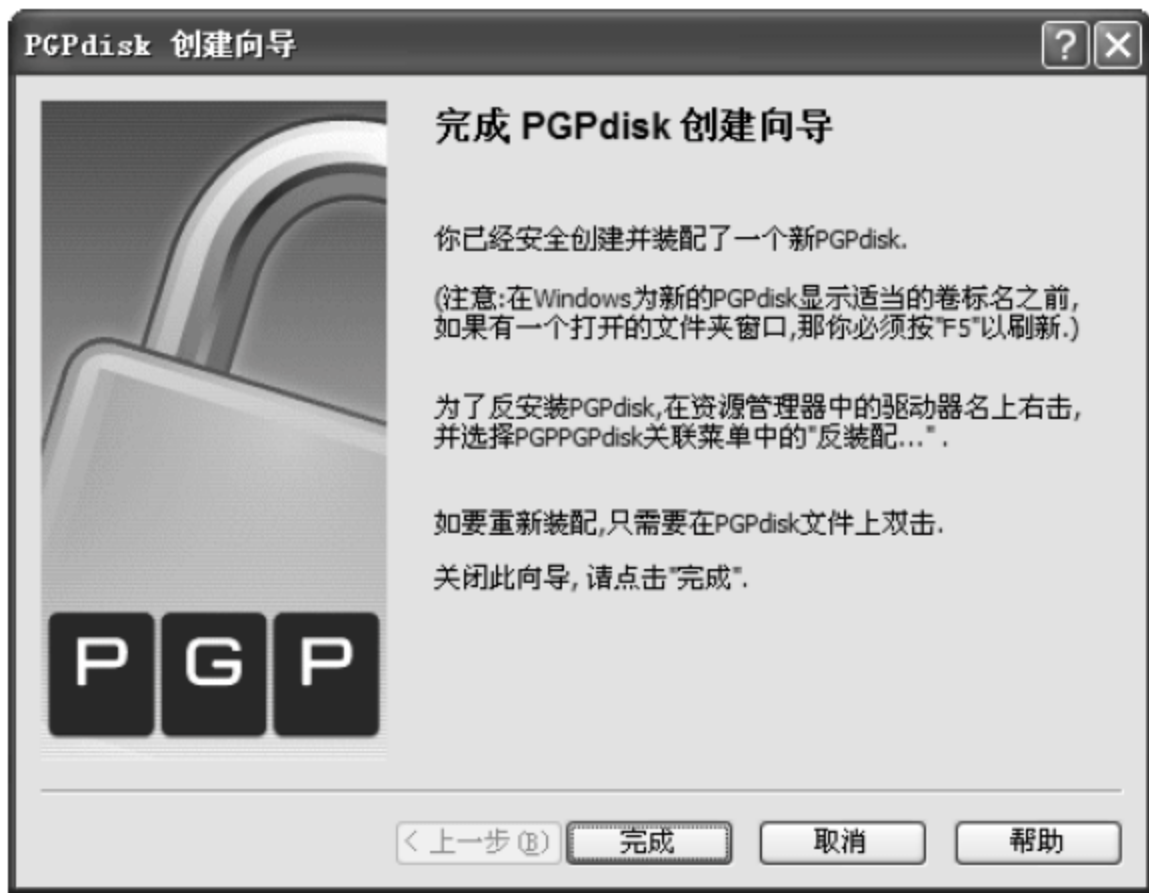 PGPdisk 创建向导
完成 PGPdisk 创建向导
你已经安全创建并装配了一个新PGPdisk.
(注意:在Windows为新的PGPdisk显示适当的卷标名之前,
如果有一个打开的文件夹窗口,那你必须按"F5"以刷新.)
为了反安装PGPdisk,在资源管理器中的驱动器名上右击,
并选择PGPPGPdisk关联菜单中的"反装配...".
如要重新装配,只需要在PGPdisk文件上双击.
关闭此向导, 请点击"完成".
P G P
< 上一步(B) 完成 取消 帮助